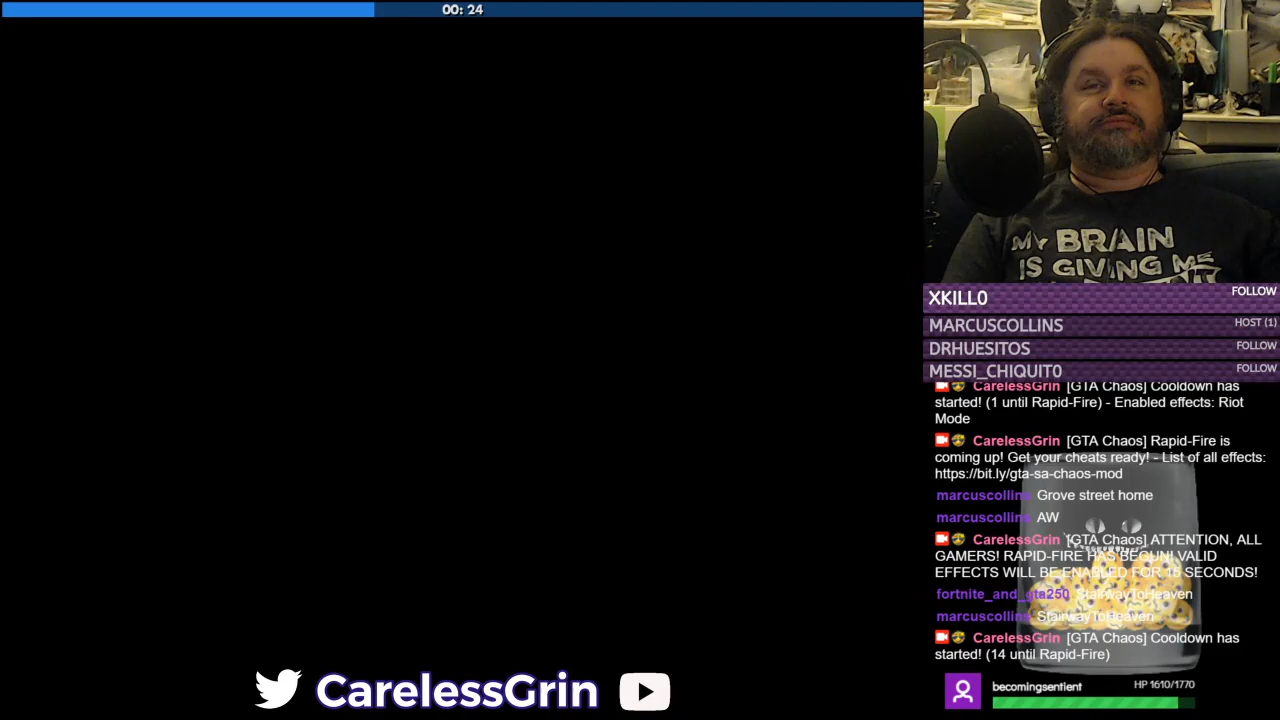 00: 24
MY BRAIN
IS GIVING ME
XKILL0
FOLLOW
MARCUSCOLLINS
HOST (1)
DRHUESITOS
FOLLOW
MESSI_CHIQUIT0
FOLLOW
CarelessGrin [GTA Chaos] Cooldown has
started! (1 until Rapid-Fire) - Enabled effects: Riot
Mode
CarelessGrin [GTA Chaos] Rapid-Fire is
coming up! Get your cheats ready! - List of all effects:
https://bit.ly/gta-sa-chaos-mod
marcuscollins Grove street home
marcuscollins AW
CarelessGrin [GTA Chaos] ATTENTION, ALL
GAMERS! RAPID-FIRE HAS BEGUN! VALID
EFFECTS WILL BE ENABLED FOR 15 SECONDS!
fortnite_and_gta250 StairwayToHeaven
marcuscollins StairwayToHeaven
CarelessGrin [GTA Chaos] Cooldown has
started! (14 until Rapid-Fire)
becomingsentient
HP 1610/1770
CarelessGrin